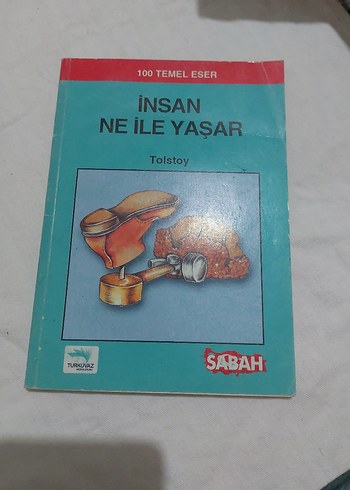 100 TEMEL ESER
İNSAN
NE İLE YAŞAR
Tolstoy
TURKUVAZ
SABAH